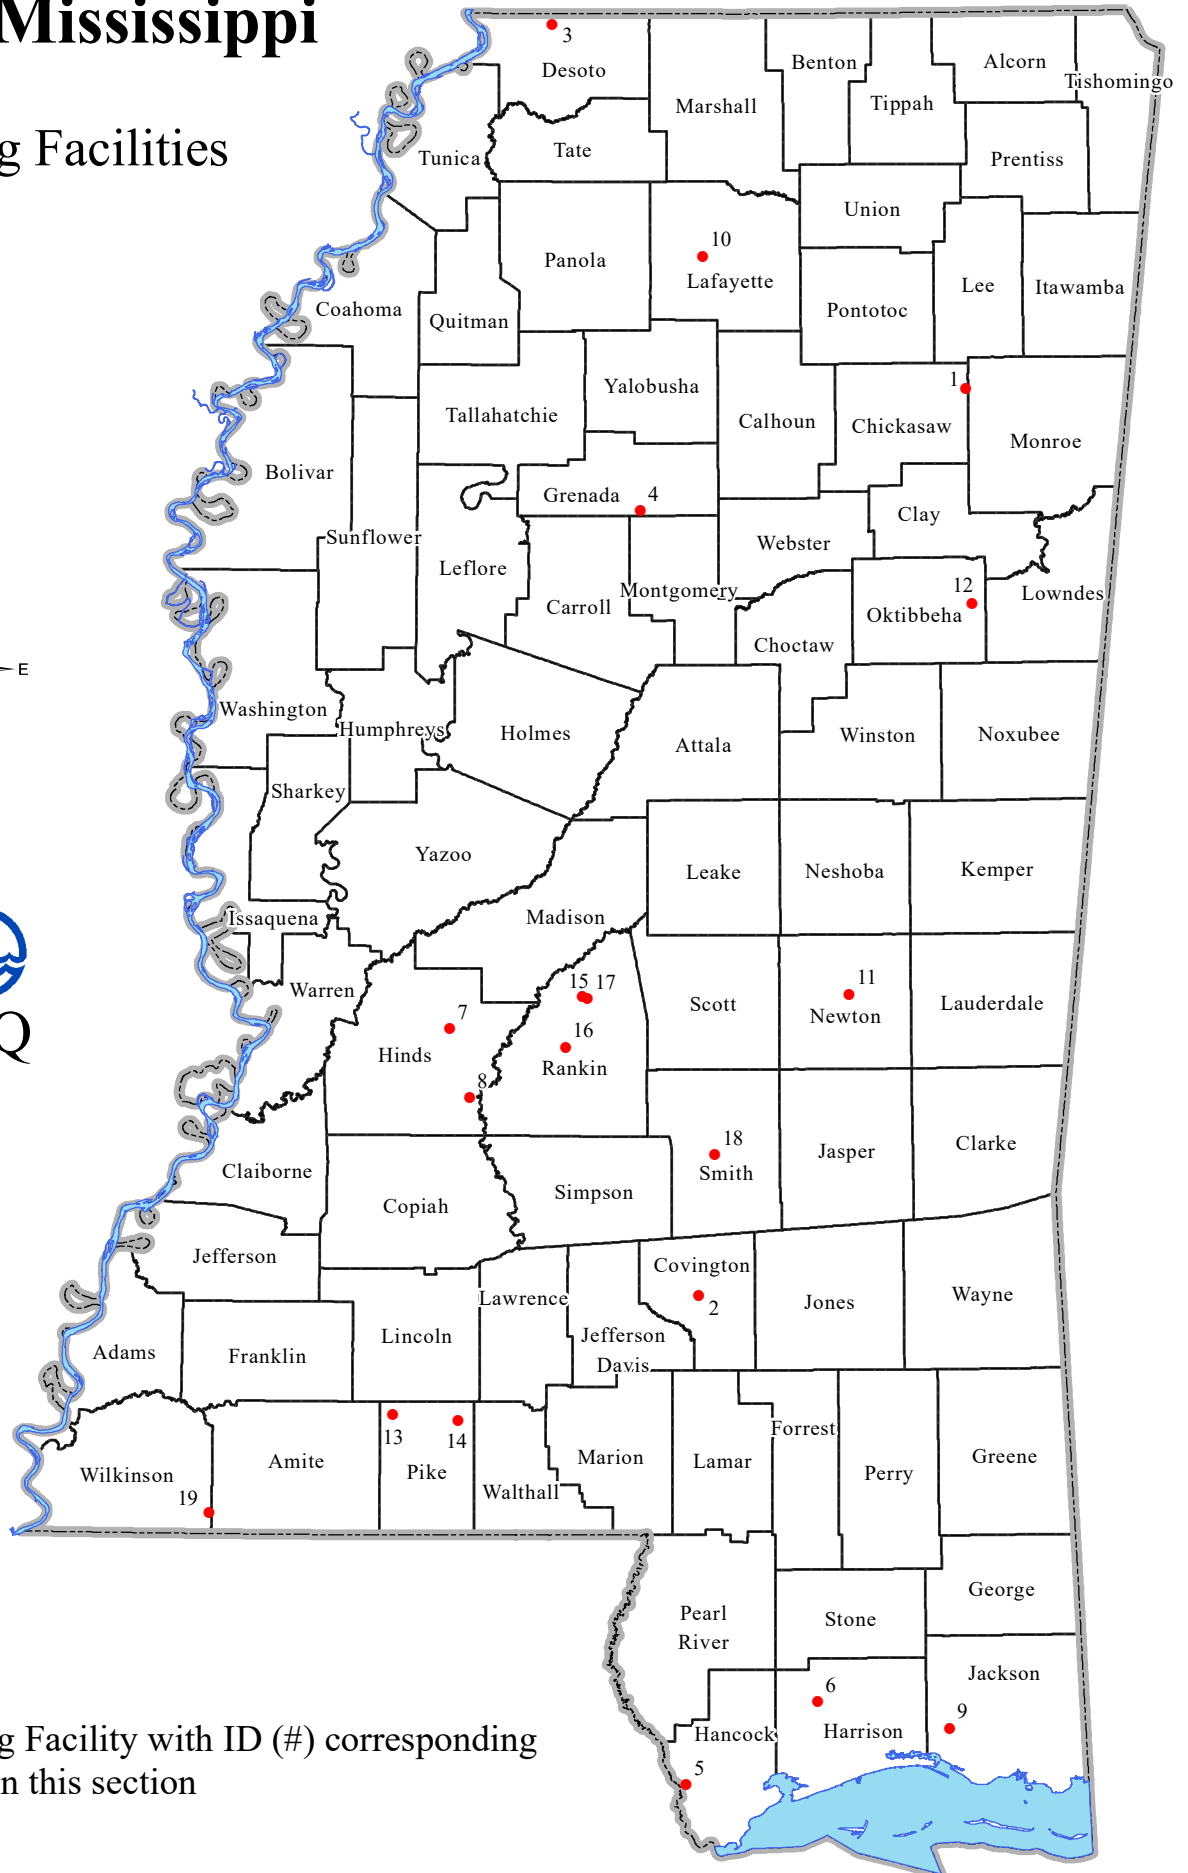 Mississippi
g Facilities
3
Desoto
Benton
Alcorn
Tishomingo
Marshall
Tippah
Tunica
Tate
Prentiss
Union
10
Panola
Lafayette
Lee
Itawamba
Coahoma
Quitman
Pontotoc
1
Yalobusha
Tallahatchie
Calhoun
Chickasaw
Monroe
Bolivar
Grenada
4
Clay
Sunflower
Webster
Leflore
Montgomery
12
Lowndes
Carroll
Oktibbeha
Choctaw
E
Washington
Humphreys
Holmes
Attala
Winston
Noxubee
Sharkey
Yazoo
Leake
Neshoba
Kemper
Issaquena
Madison
Warren
15
17
11
Scott
Newton
Lauderdale
7
16
Hinds
Rankin
Q
8
18
Smith
Jasper
Clarke
Claiborne
Copiah
Simpson
Jefferson
Covington
Lawrence
2
Jones
Wayne
Adams
Franklin
Lincoln
Jefferson
Davis
13
14
Forrest
Wilkinson
Amite
Pike
Marion
Lamar
Greene
Perry
19
Walthall
George
Pearl
River
Stone
Jackson
6
Hancock
Harrison
9
5
g Facility with ID (#) corresponding
n this section